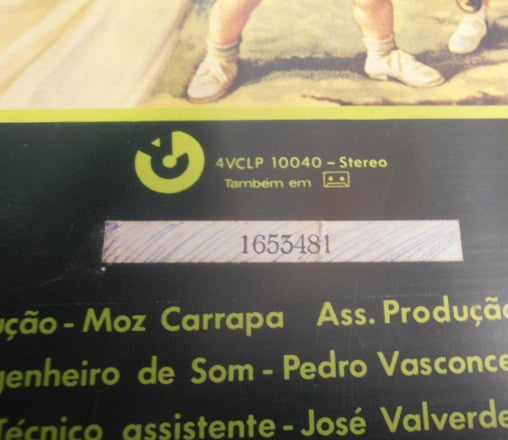 4VCLP 10040 - Stereo
Também em
1653481
ução - Moz Carrapa Ass. Produção
genheiro de Som - Pedro Vasconce
Técnico assistente - José Valverde